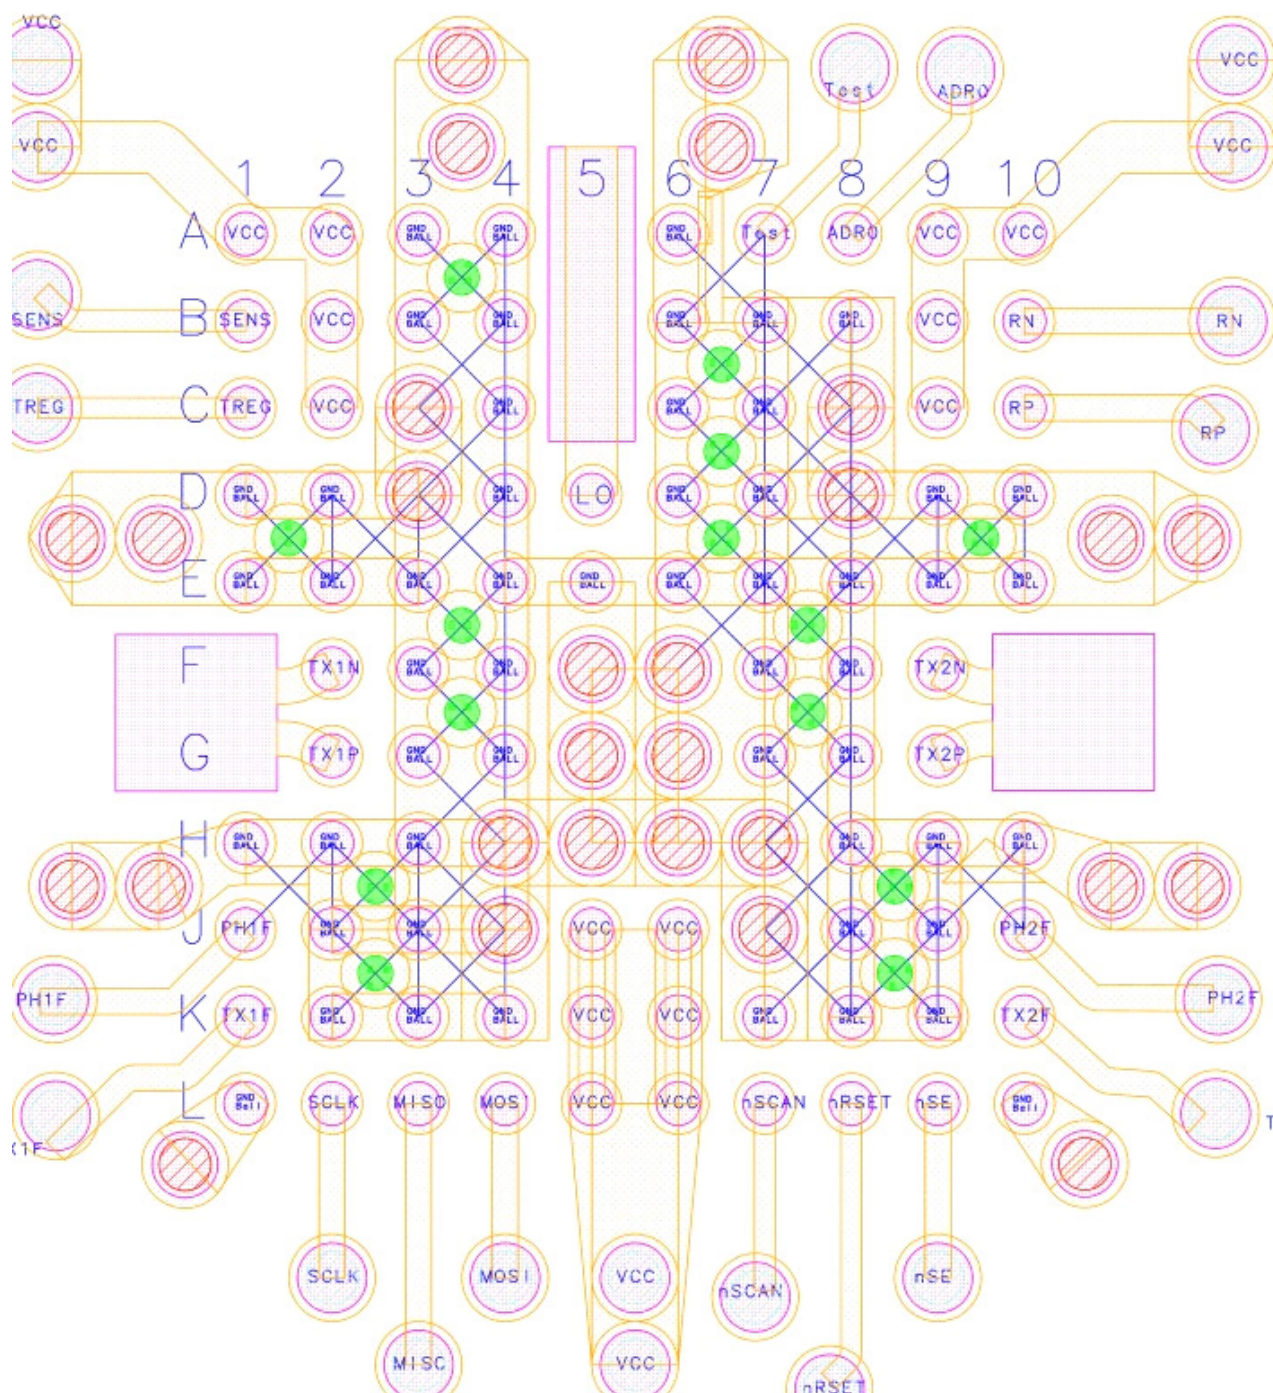 VCC VCC
Test ADR0
VCC VCC
1 2 3 4 5 6 7 8 9 10
A VCC VCC GND BALL GND BALL GND BALL Test ADR0 VCC VCC
SENS B SENS VCC GND BALL GND BALL GND BALL GND BALL GND BALL VCC RN RN
TREG C TREG VCC GND BALL GND BALL GND BALL VCC RP RP
D GND BALL GND BALL GND BALL L0 GND BALL GND BALL GND BALL GND BALL
E GND BALL GND BALL GND BALL GND BALL GND BALL GND BALL GND BALL GND BALL GND BALL GND BALL
F TX1N GND BALL GND BALL GND BALL GND BALL TX2N
G TX1P GND BALL GND BALL GND BALL GND BALL TX2P
H GND BALL GND BALL GND BALL GND BALL GND BALL GND BALL
J PH1F GND BALL GND BALL VCC VCC GND BALL GND BALL PH2F
PH1F PH2F
K TX1F GND BALL GND BALL GND BALL VCC VCC GND BALL GND BALL GND BALL TX2F
L GND Ball SCLK MISO MOSI VCC VCC nSCAN nRSET nSE GND Ball
X1F T
SCLK MOSI VCC nSCAN nSE
MISO VCC nRSET